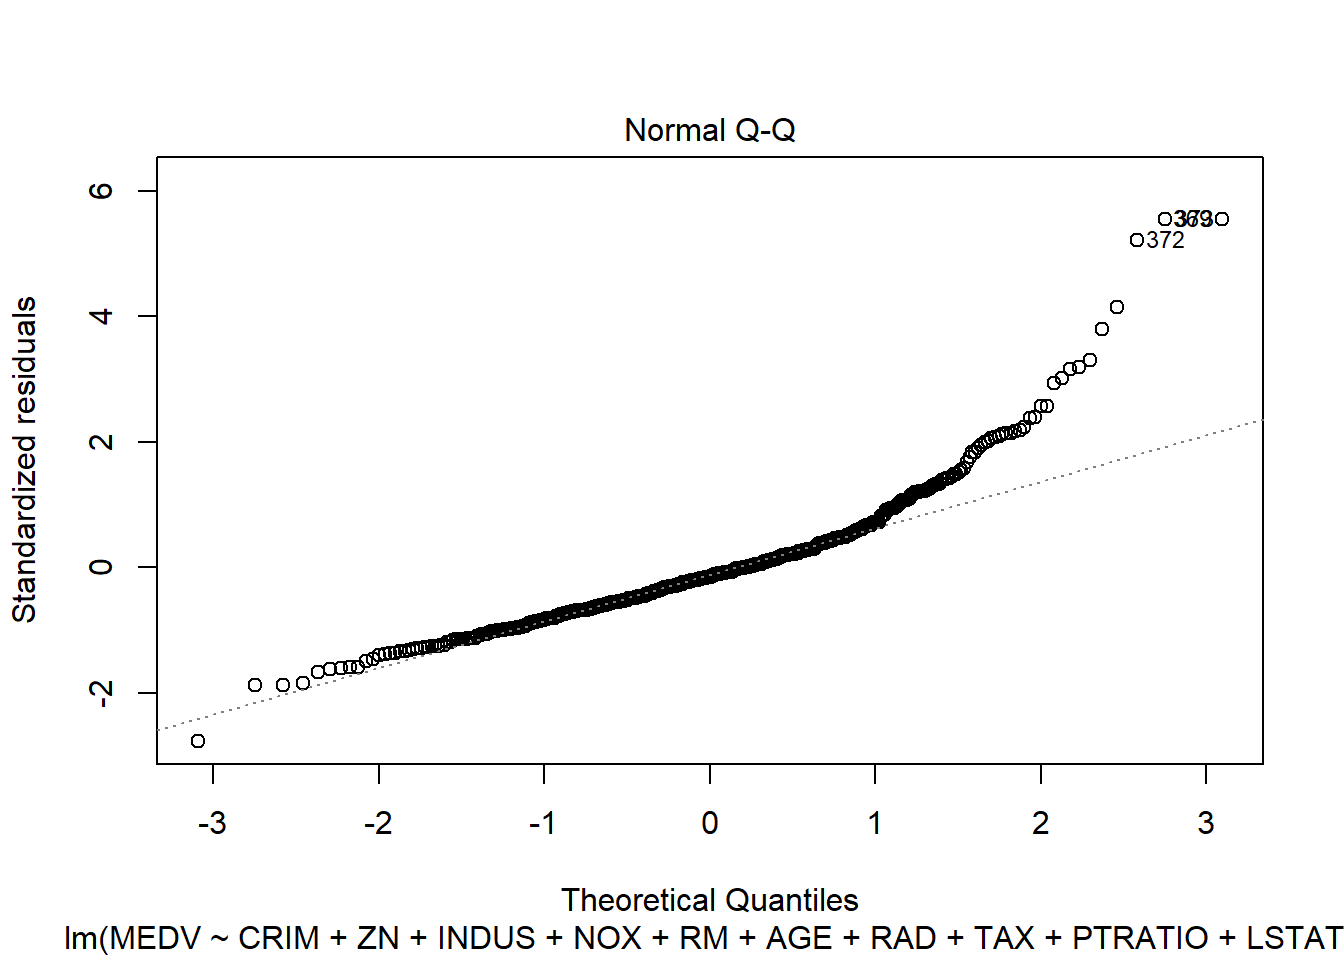 Normal Q-Q
Standardized residuals
6
4
2
0
-2
372
-3 -2 -1 0 1 2 3
Theoretical Quantiles
lm(MEDV ~ CRIM + ZN + INDUS + NOX + RM + AGE + RAD + TAX + PTRATIO + LSTAT